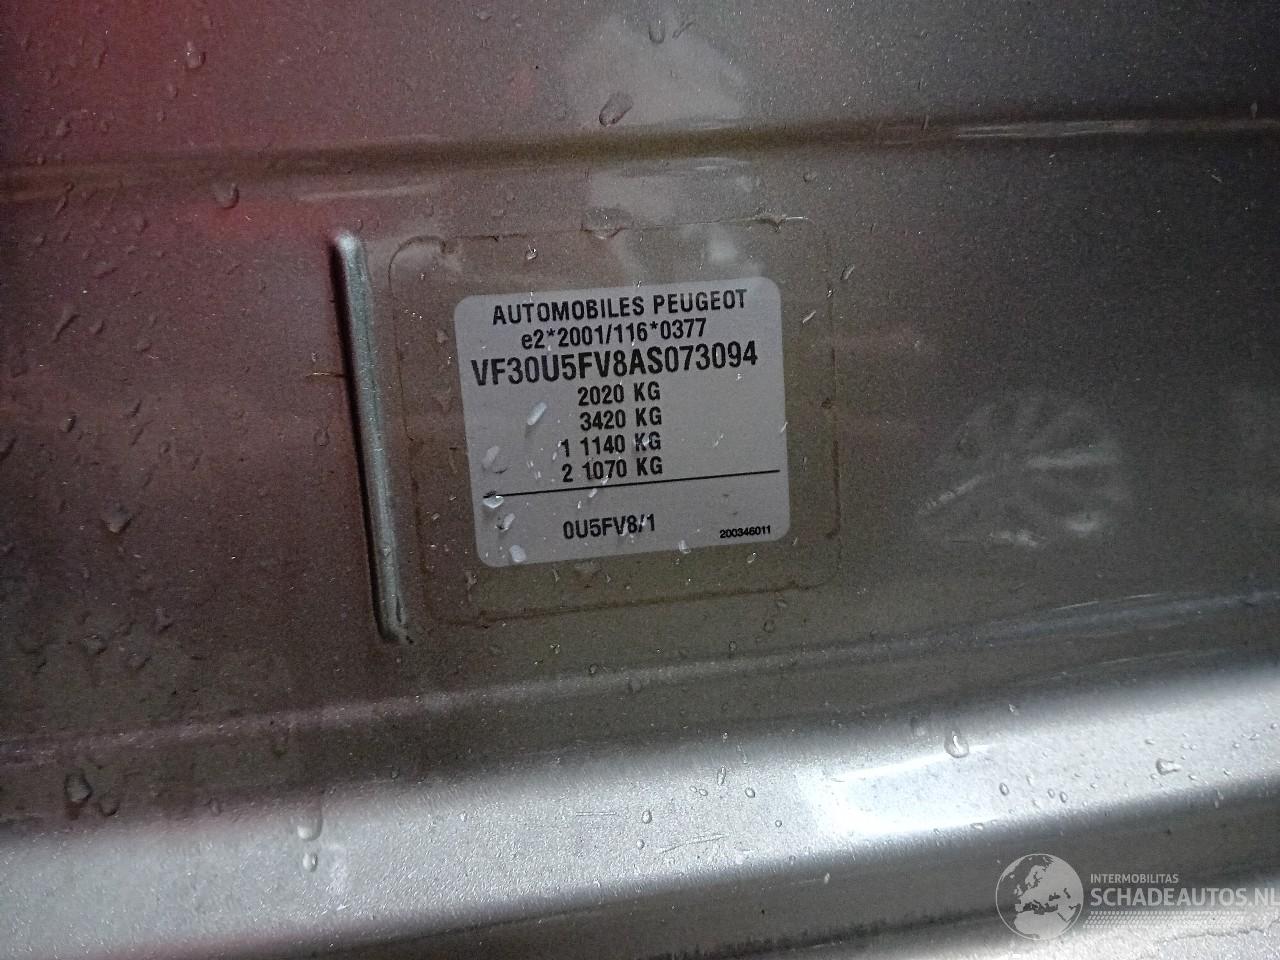 AUTOMOBILES PEUGEOT
e2*2001/116*0377
VF30U5FV8AS073094
2020 KG
3420 KG
1 1140 KG
2 1070 KG
0U5FV8/1
200346011
INTERMOBILITAS
SCHADEAUTOS.NL